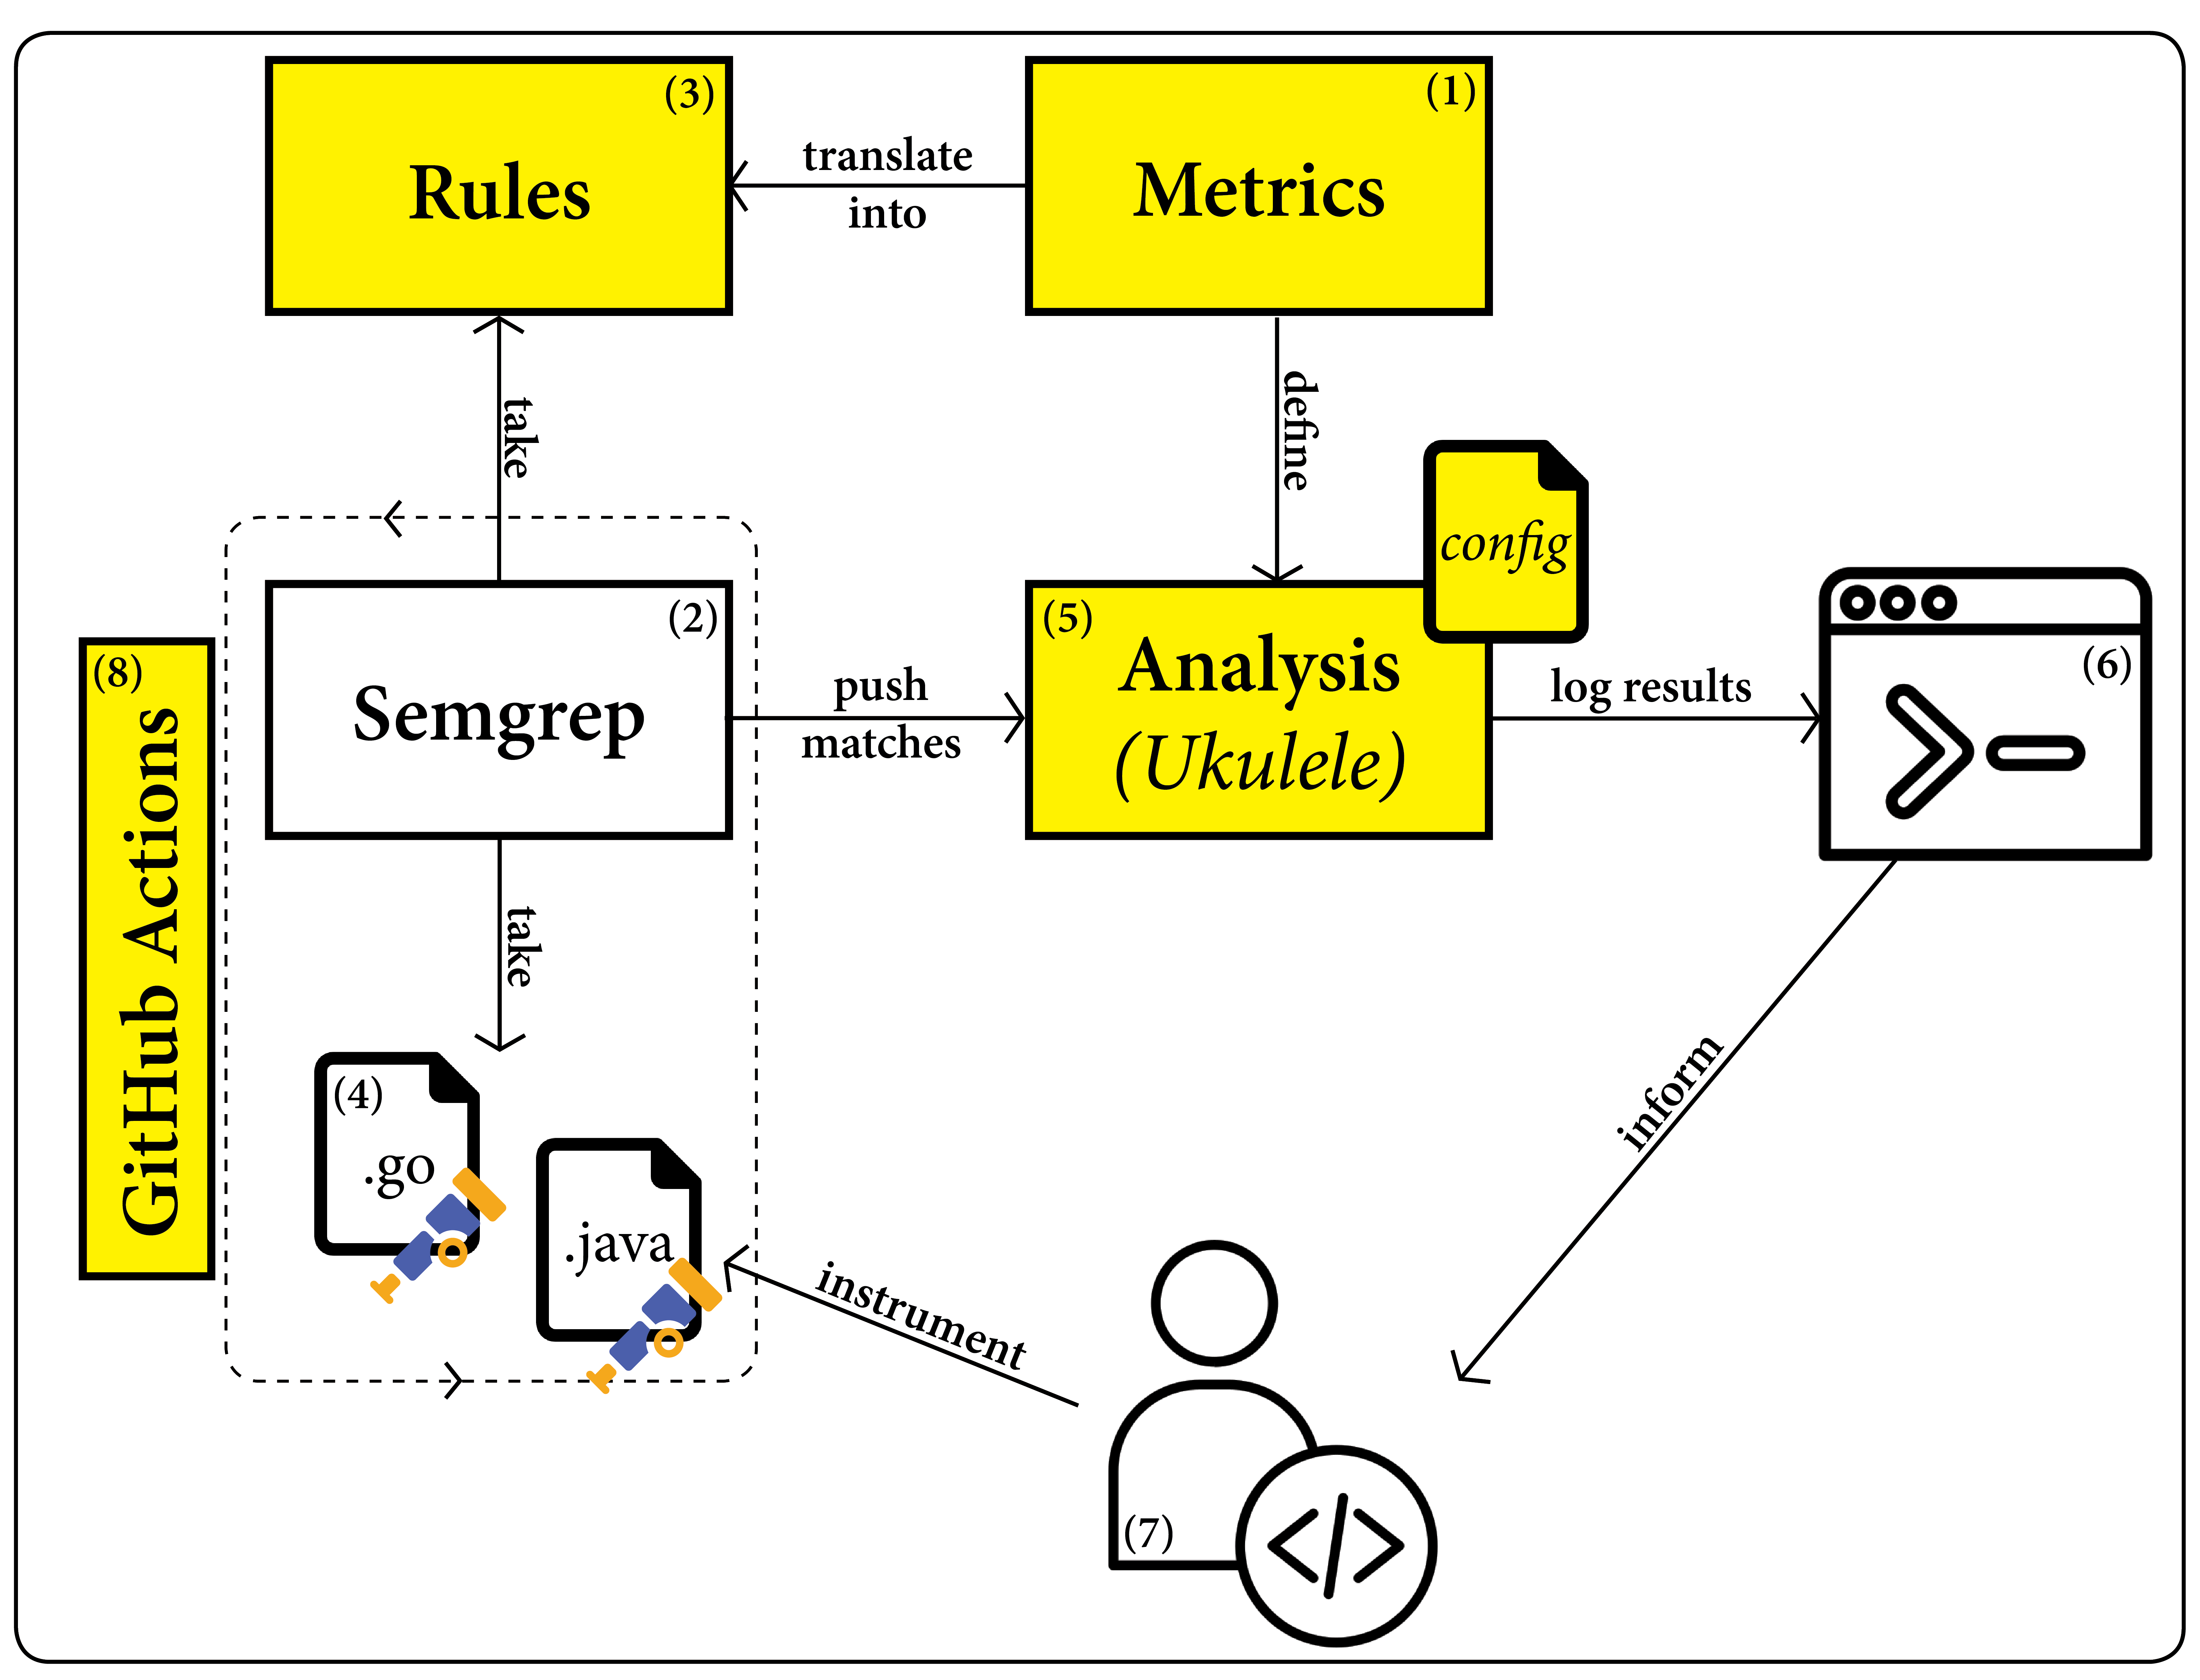 (3)
Rules
translate
into
(1)
Metrics
take
define
config
(2)
Semgrep
push
matches
(5)
Analysis
(Ukulele)
log results
(6)
(8)
GitHub Actions
take
(4)
.go
.java
instrument
inform
(7)
</>